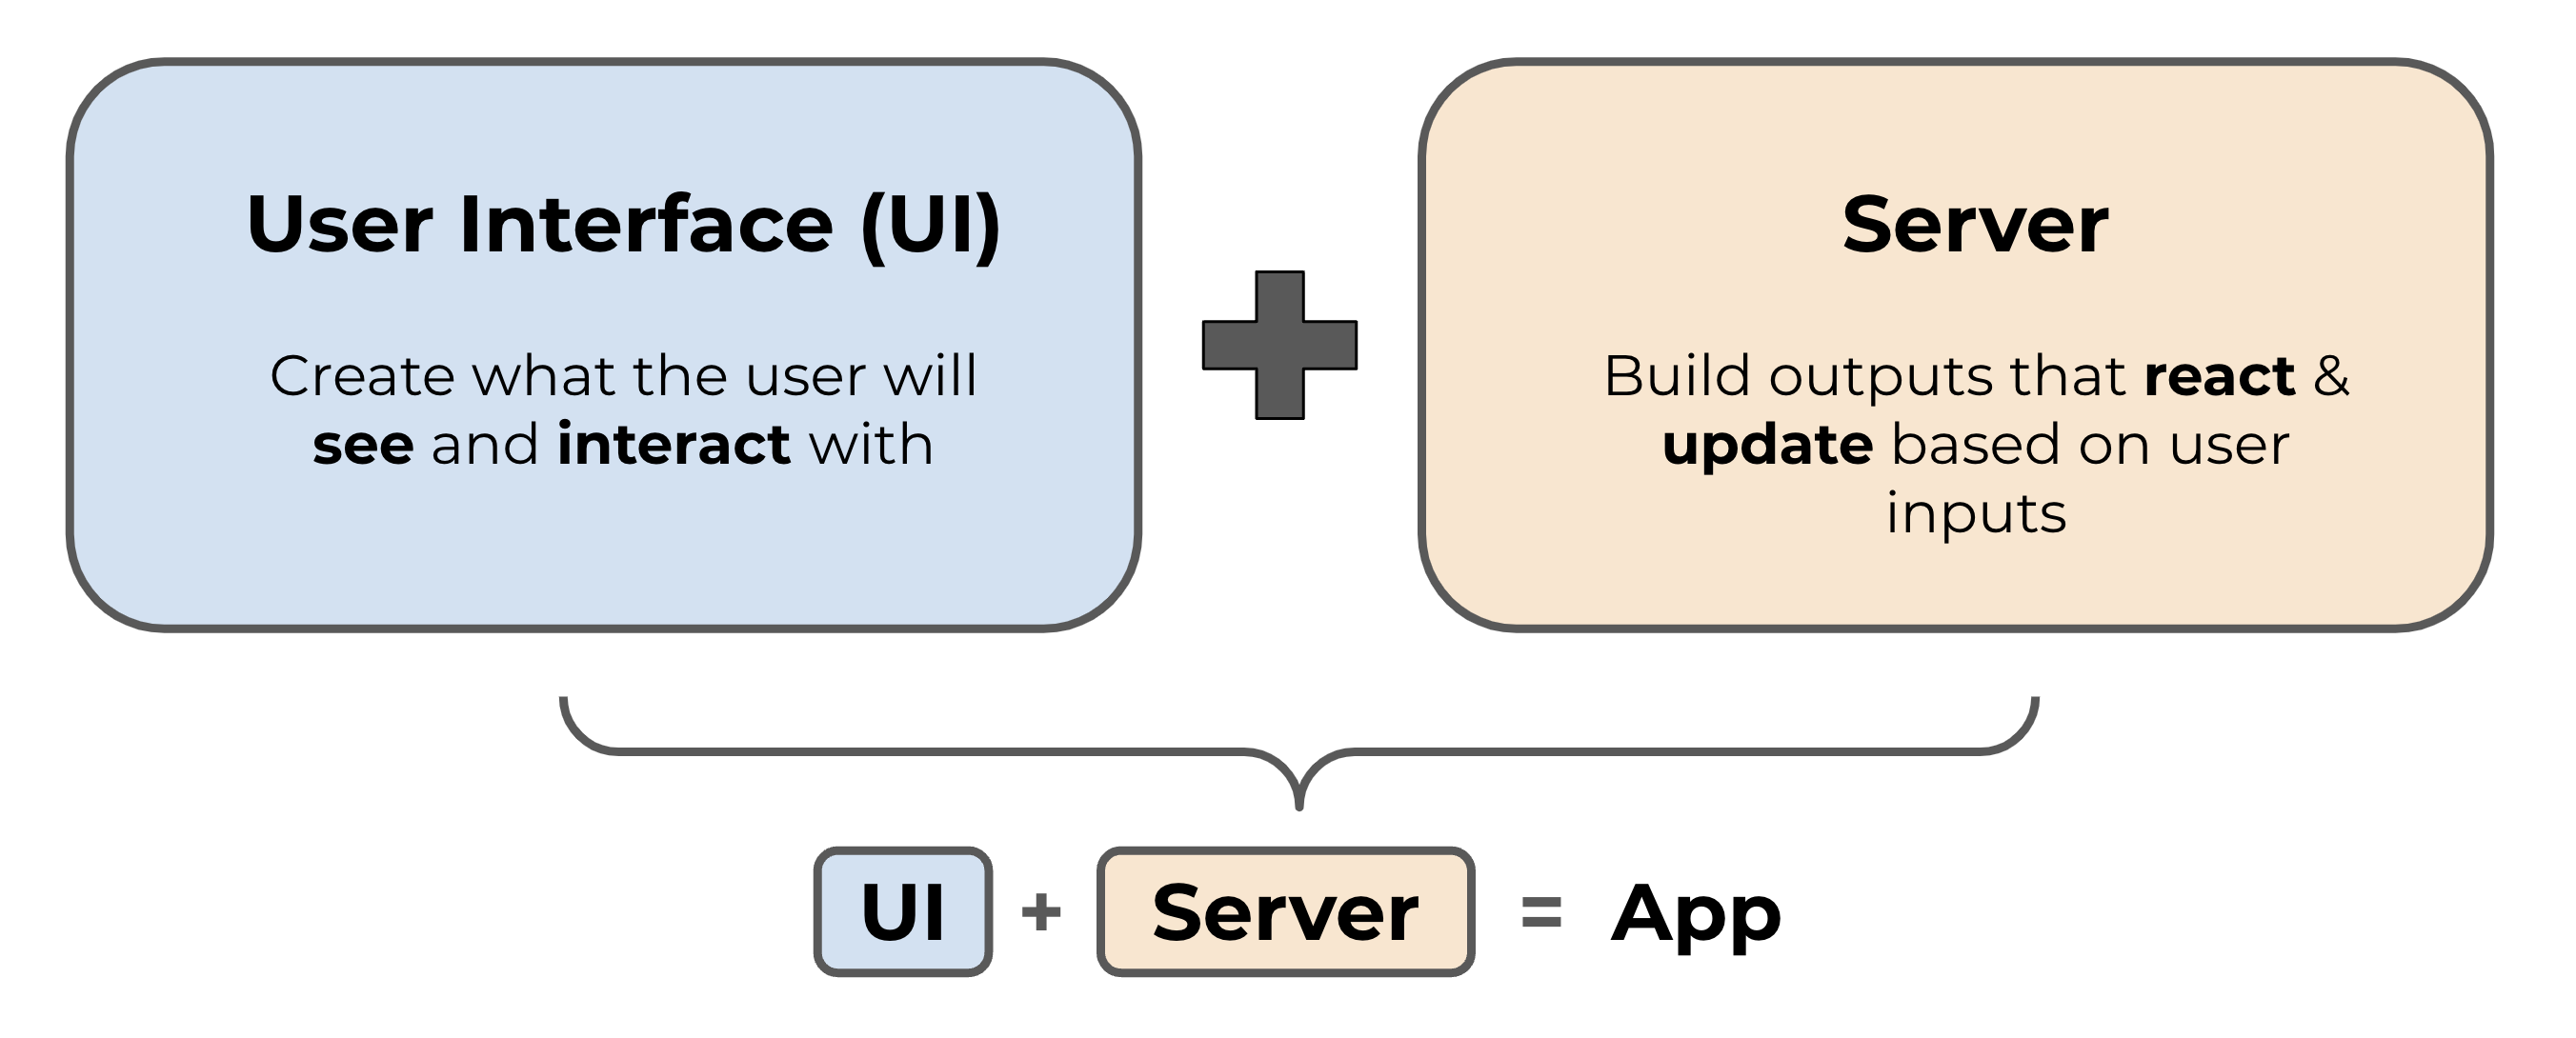 User Interface (UI)
Create what the user will
see and interact with
Server
Build outputs that react &
update based on user
inputs
UI + Server = App